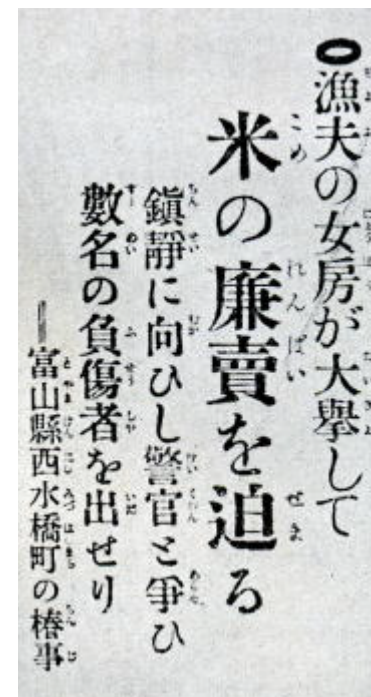 ○漁夫の女房が大擧して
米の廉賣を迫る
鎭靜に向ひし警官と爭ひ
數名の負傷者を出せり
＝富山縣西水橋町の椿事